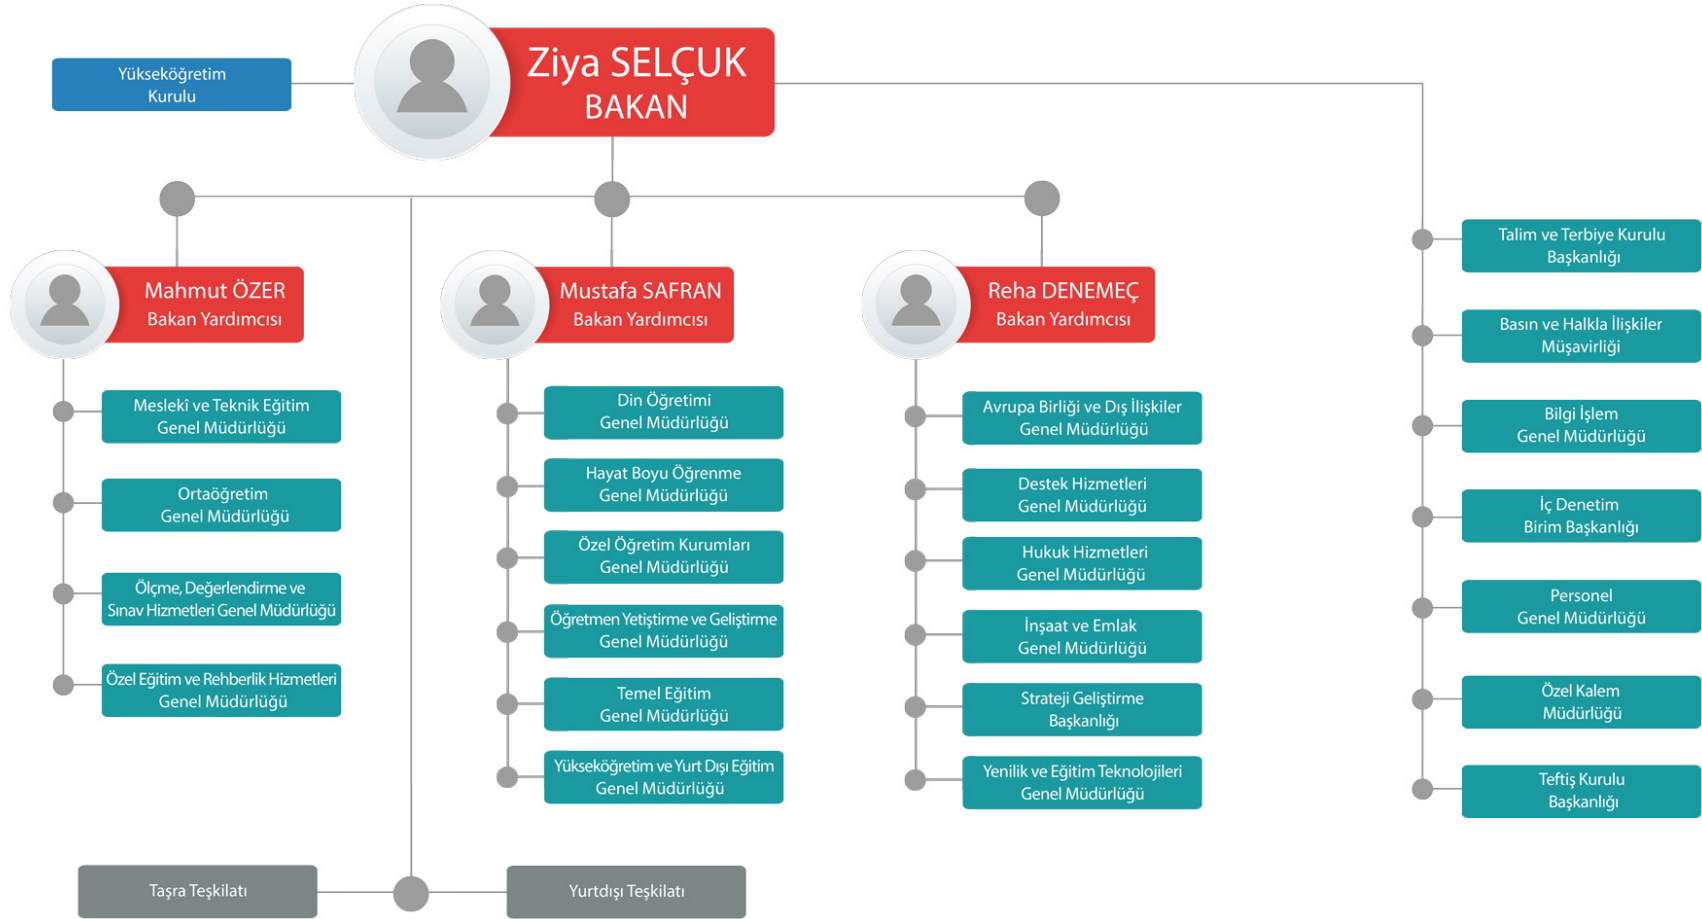 Yükseköğretim
Kurulu
Ziya SELÇUK
BAKAN
Mahmut ÖZER
Bakan Yardımcısı
Meslekî ve Teknik Eğitim
Genel Müdürlüğü
Ortaöğretim
Genel Müdürlüğü
Ölçme, Değerlendirme ve
Sınav Hizmetleri Genel Müdürlüğü
Özel Eğitim ve Rehberlik Hizmetleri
Genel Müdürlüğü
Mustafa SAFRAN
Bakan Yardımcısı
Din Öğretimi
Genel Müdürlüğü
Hayat Boyu Öğrenme
Genel Müdürlüğü
Özel Öğretim Kurumları
Genel Müdürlüğü
Öğretmen Yetiştirme ve Geliştirme
Genel Müdürlüğü
Temel Eğitim
Genel Müdürlüğü
Yükseköğretim ve Yurt Dışı Eğitim
Genel Müdürlüğü
Reha DENEMEÇ
Bakan Yardımcısı
Avrupa Birliği ve Dış İlişkiler
Genel Müdürlüğü
Destek Hizmetleri
Genel Müdürlüğü
Hukuk Hizmetleri
Genel Müdürlüğü
İnşaat ve Emlak
Genel Müdürlüğü
Strateji Geliştirme
Başkanlığı
Yenilik ve Eğitim Teknolojileri
Genel Müdürlüğü
Talim ve Terbiye Kurulu
Başkanlığı
Basın ve Halkla İlişkiler
Müşavirliği
Bilgi İşlem
Genel Müdürlüğü
İç Denetim
Birim Başkanlığı
Personel
Genel Müdürlüğü
Özel Kalem
Müdürlüğü
Teftiş Kurulu
Başkanlığı
Taşra Teşkilatı
Yurtdışı Teşkilatı